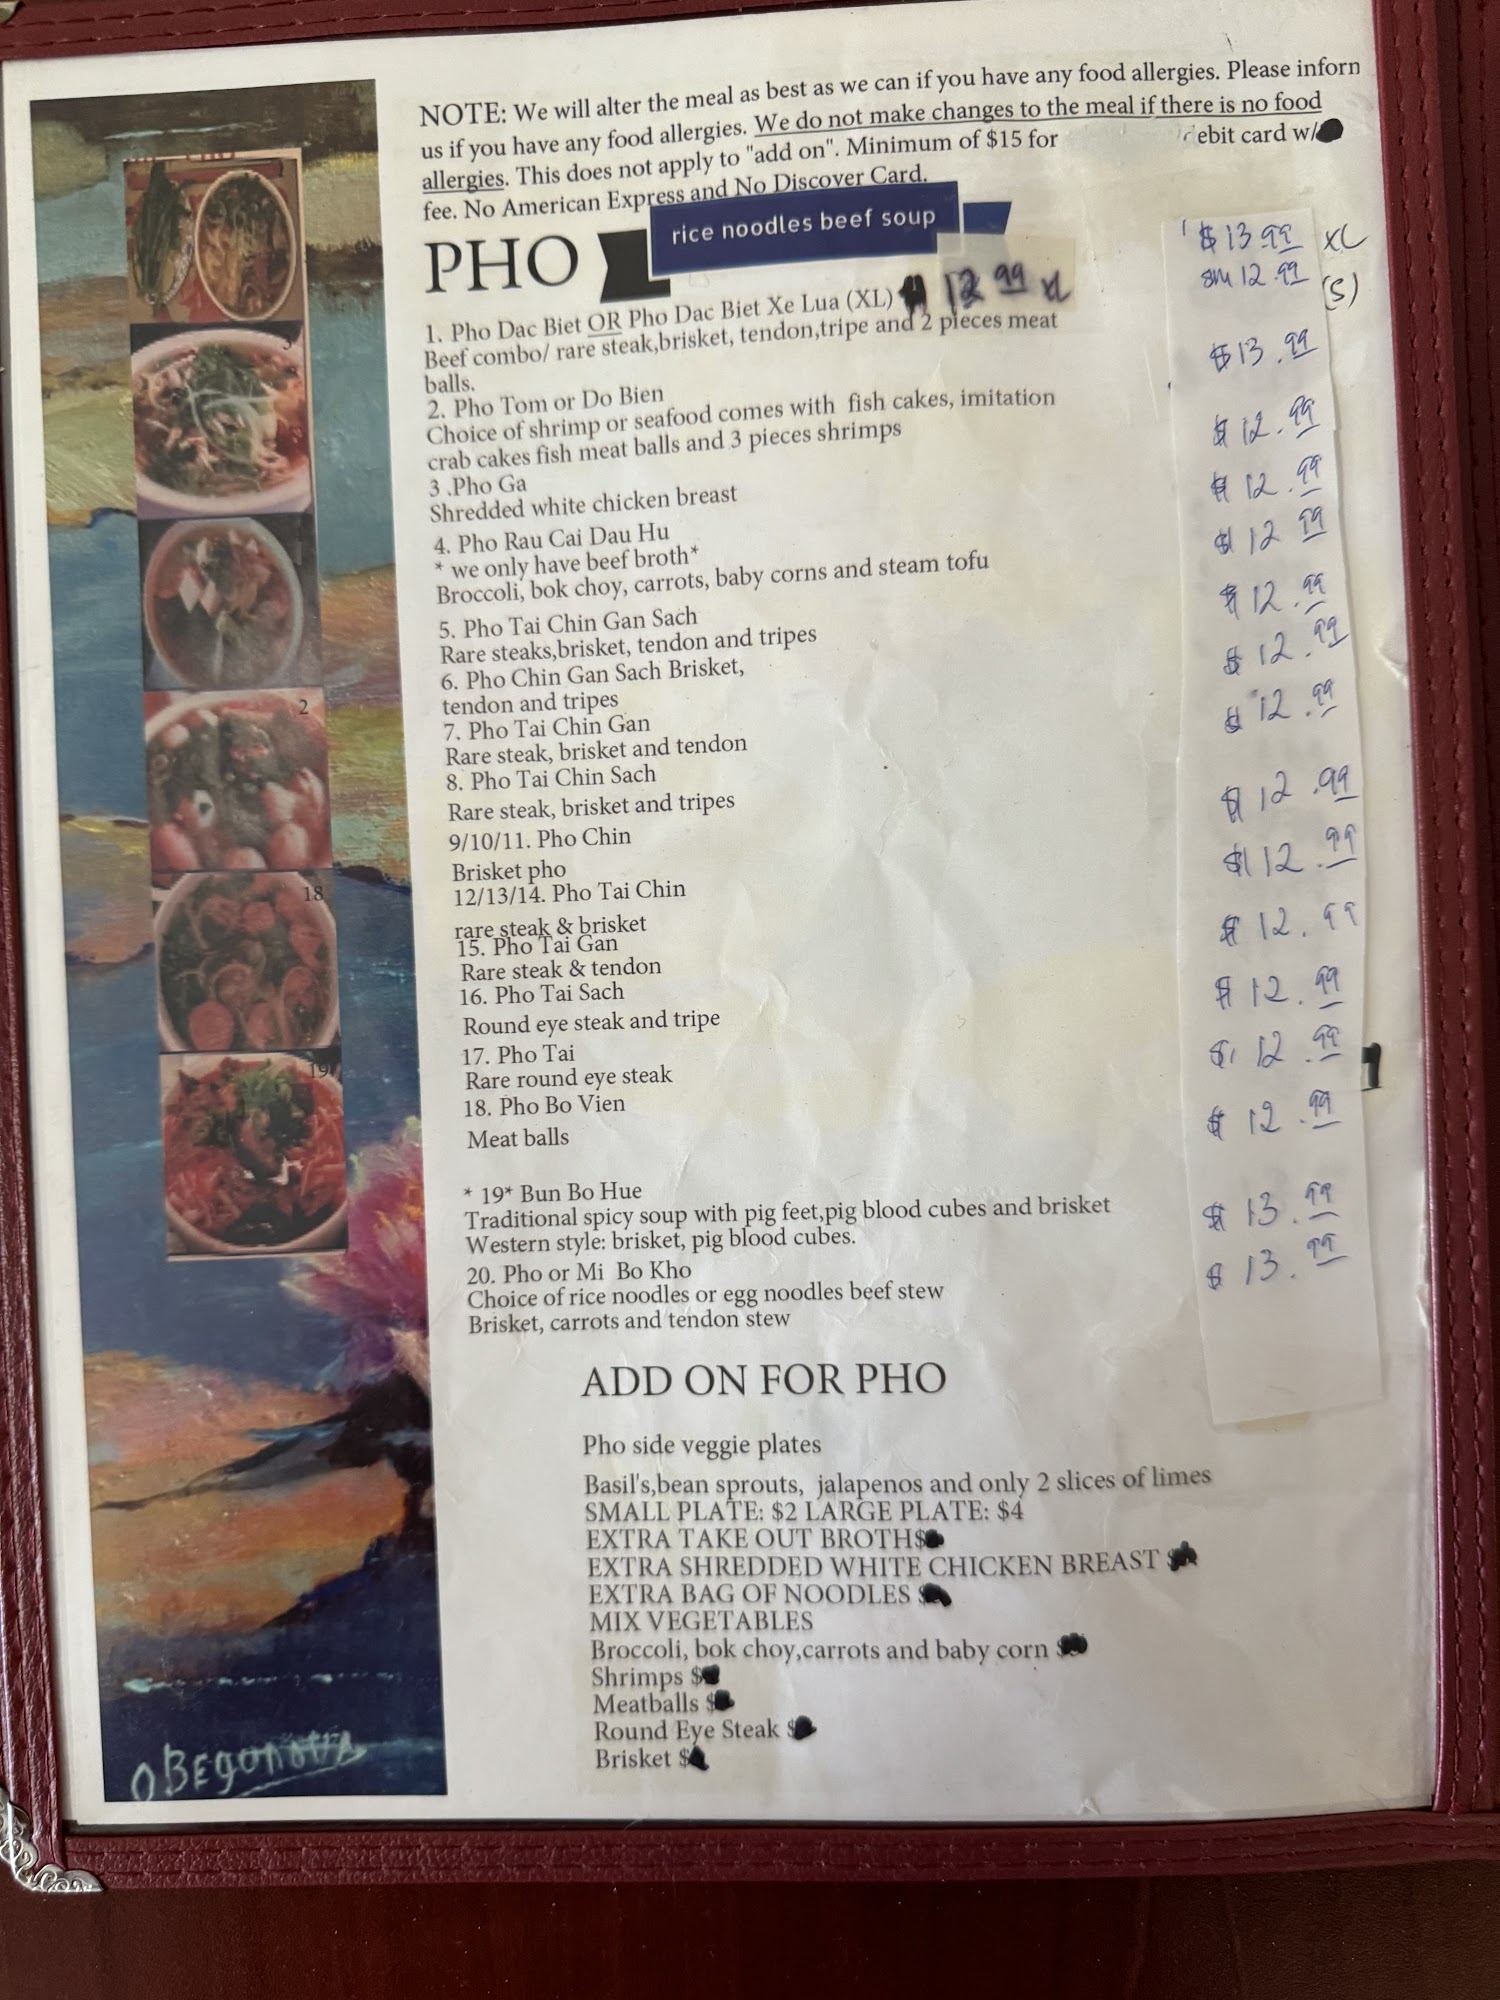 NOTE: We will alter the meal as best as we can if you have any food allergies. Please inforn
us if you have any food allergies. We do not make changes to the meal if there is no food
allergies. This does not apply to "add on". Minimum of $15 for ebit card w/
fee. No American Express and No Discover Card.
PHO rice noodles beef soup
$13.99 XL
sm 12.99 (S)
1. Pho Dac Biet OR Pho Dac Biet Xe Lua (XL) 12.99 XL
Beef combo/ rare steak,brisket, tendon,tripe and 2 pieces meat
balls.
2. Pho Tom or Do Bien $13.99
Choice of shrimp or seafood comes with fish cakes, imitation
crab cakes fish meat balls and 3 pieces shrimps
3 .Pho Ga $12.99
Shredded white chicken breast
4. Pho Rau Cai Dau Hu $12.99
* we only have beef broth*
Broccoli, bok choy, carrots, baby corns and steam tofu
5. Pho Tai Chin Gan Sach $12.99
Rare steaks,brisket, tendon and tripes
6. Pho Chin Gan Sach Brisket, $12.99
tendon and tripes
7. Pho Tai Chin Gan $12.99
Rare steak, brisket and tendon
8. Pho Tai Chin Sach $12.99
Rare steak, brisket and tripes
9/10/11. Pho Chin $12.99
Brisket pho
12/13/14. Pho Tai Chin $12.99
rare steak & brisket
15. Pho Tai Gan $12.99
Rare steak & tendon
16. Pho Tai Sach $12.99
Round eye steak and tripe
17. Pho Tai $12.99
Rare round eye steak
18. Pho Bo Vien $12.99
Meat balls
* 19* Bun Bo Hue $13.99
Traditional spicy soup with pig feet,pig blood cubes and brisket
Western style: brisket, pig blood cubes.
20. Pho or Mi Bo Kho $13.99
Choice of rice noodles or egg noodles beef stew
Brisket, carrots and tendon stew
ADD ON FOR PHO
Pho side veggie plates
Basil's,bean sprouts, jalapenos and only 2 slices of limes
SMALL PLATE: $2 LARGE PLATE: $4
EXTRA TAKE OUT BROTH$
EXTRA SHREDDED WHITE CHICKEN BREAST $
EXTRA BAG OF NOODLES $
MIX VEGETABLES
Broccoli, bok choy,carrots and baby corn $
Shrimps $
Meatballs $
Round Eye Steak $
Brisket $
1
3
2
18
19
OBEGONOVA